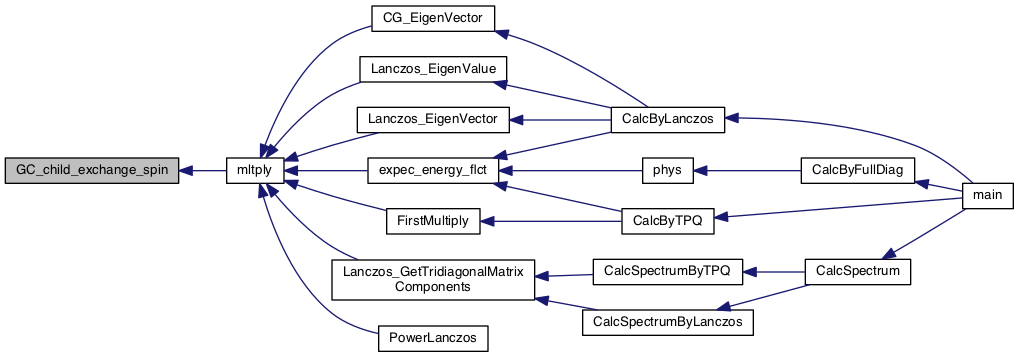 CG_EigenVector
Lanczos_EigenValue
Lanczos_EigenVector
CalcByLanczos
GC_child_exchange_spin
mltply
expec_energy_flct
phys
CalcByFullDiag
main
FirstMultiply
CalcByTPQ
Lanczos_GetTridiagonalMatrix
Components
CalcSpectrumByTPQ
CalcSpectrum
CalcSpectrumByLanczos
PowerLanczos